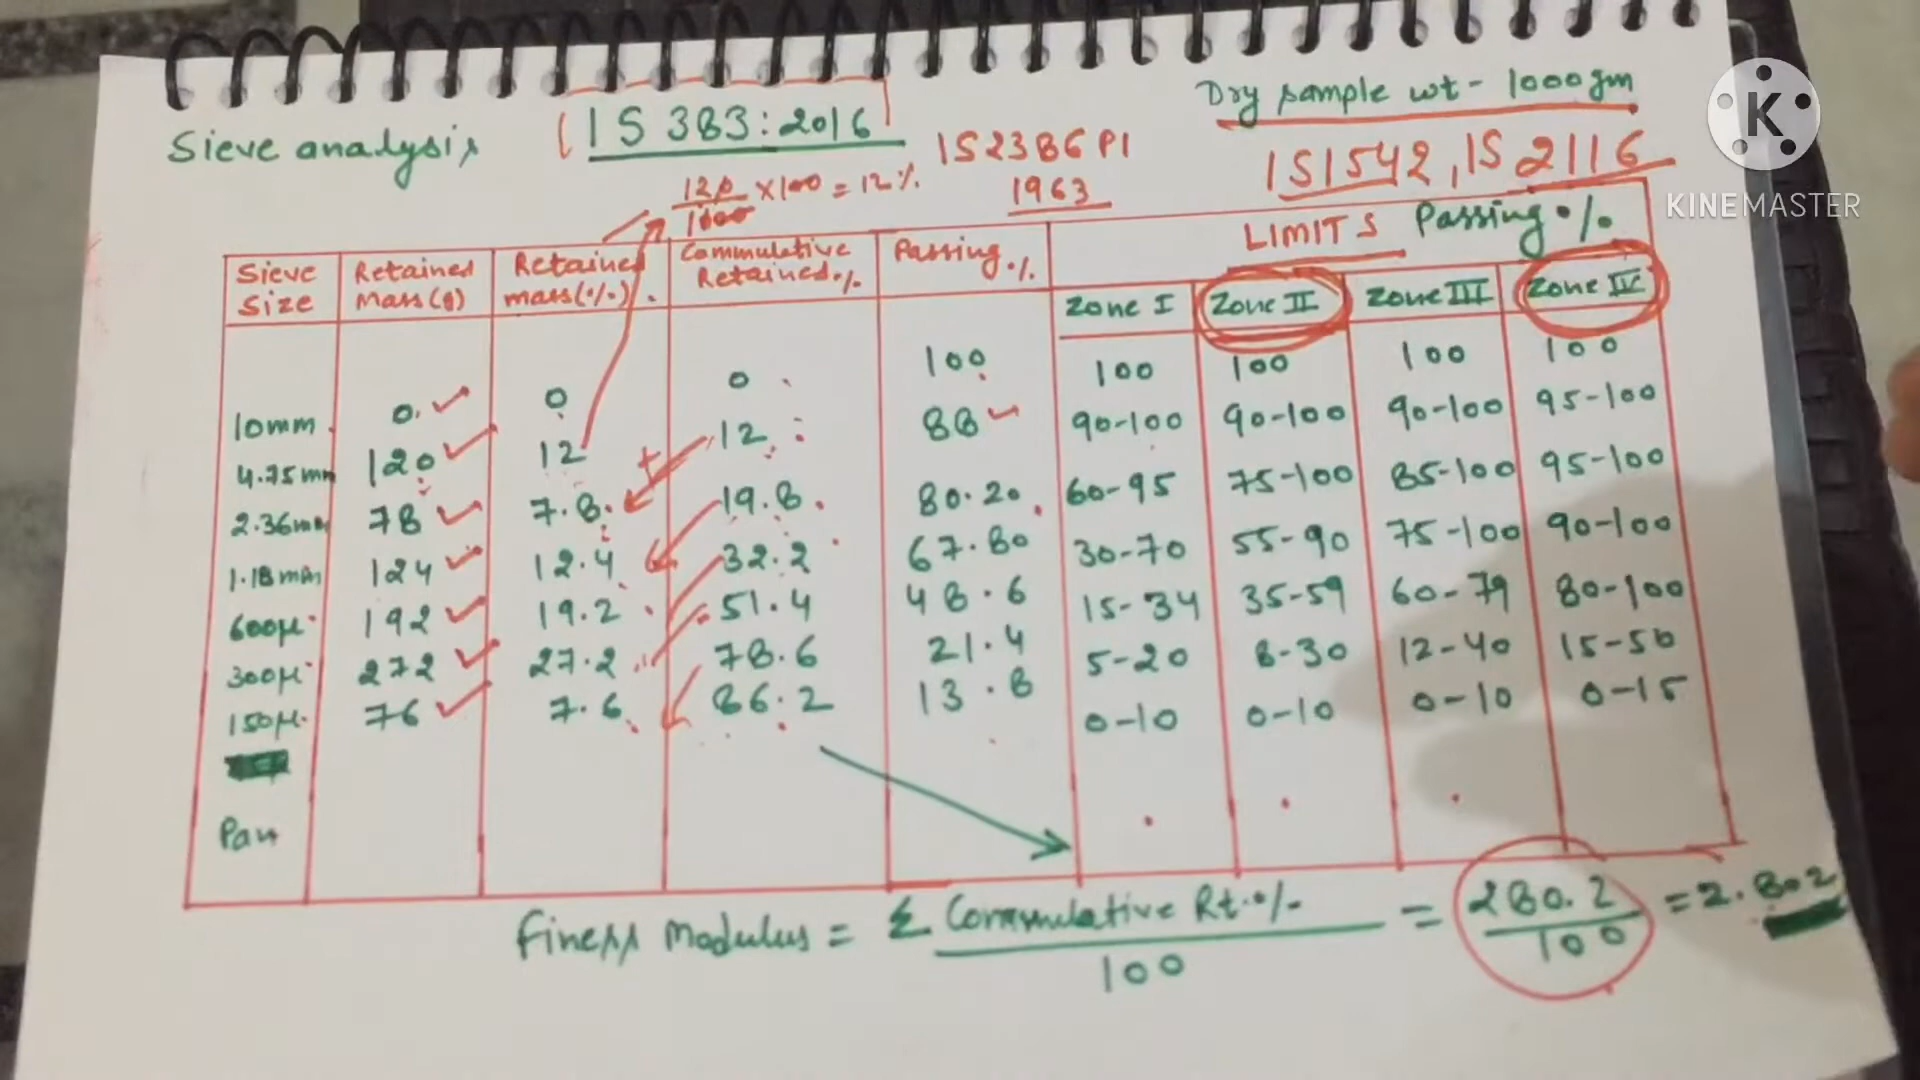 Sieve analysis
IS 383:2016
IS2386 P1
1963
Dry sample wt - 1000gm
IS1542, IS 2116
K
KINEMASTER
120/1000 ×100 = 12%
LIMITS Passing %
Sieve Size | Retained Mass(g) | Retained mass(%) | Cammulative Retained % | Passing % | Zone I | Zone II | Zone III | Zone IV
10mm 0 0 0 100 100 100 100 100
4.75mm 120 12 12 88 90-100 90-100 90-100 95-100
2.36mm 78 7.8 19.8 80.20 60-95 75-100 85-100 95-100
1.18mm 124 12.4 32.2 67.80 30-70 55-90 75-100 90-100
600μ 192 19.2 51.4 48.6 15-34 35-59 60-79 80-100
300μ 272 27.2 78.6 21.4 5-20 8-30 12-40 15-50
150μ 76 7.6 86.2 13.8 0-10 0-10 0-10 0-15
Pan
+
Finess Modulus = Σ Commulative Rt.% / 100 = 280.2 / 100 = 2.802